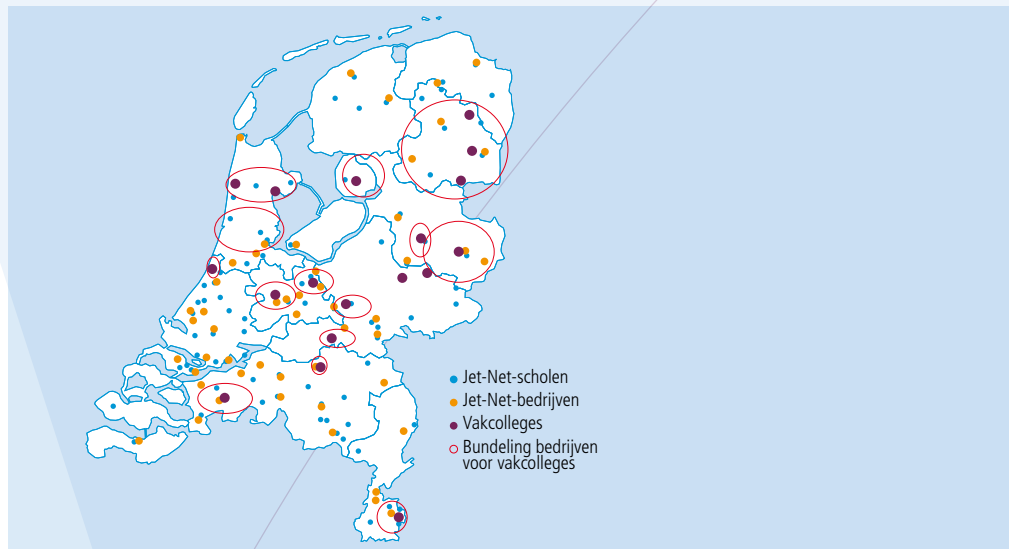 Jet-Net-scholen
Jet-Net-bedrijven
Vakcolleges
Bundeling bedrijven
voor vakcolleges